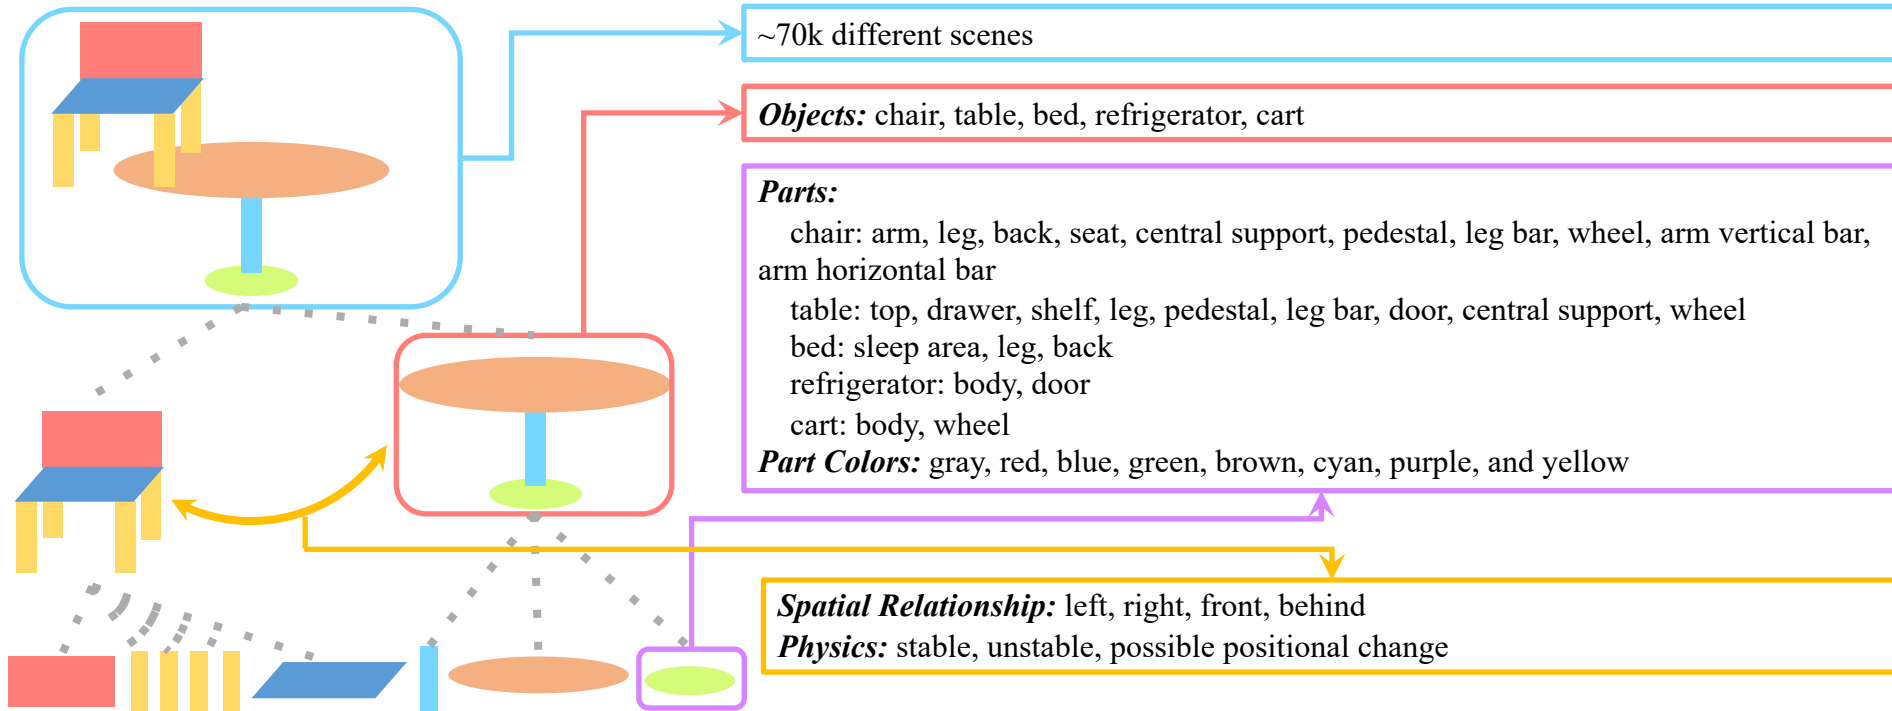 ~70k different scenes
Objects: chair, table, bed, refrigerator, cart
Parts:
chair: arm, leg, back, seat, central support, pedestal, leg bar, wheel, arm vertical bar,
arm horizontal bar
table: top, drawer, shelf, leg, pedestal, leg bar, door, central support, wheel
bed: sleep area, leg, back
refrigerator: body, door
cart: body, wheel
Part Colors: gray, red, blue, green, brown, cyan, purple, and yellow
Spatial Relationship: left, right, front, behind
Physics: stable, unstable, possible positional change